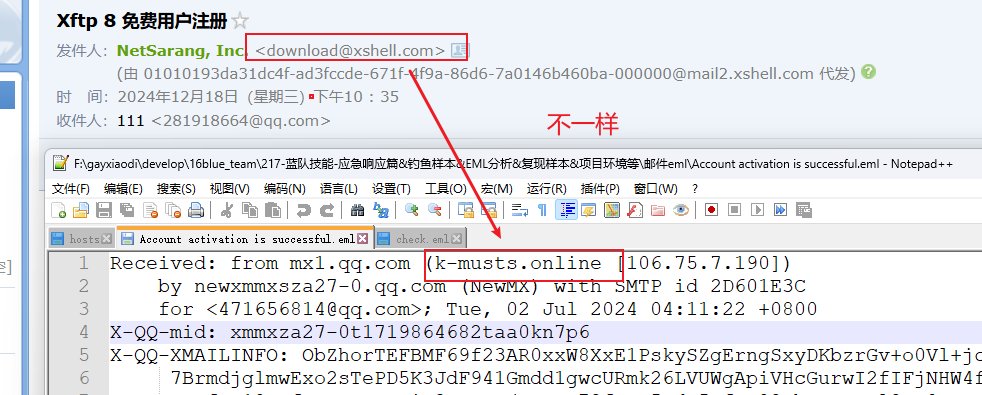 Xftp 8 免费用户注册
发件人： NetSarang, Inc. <download@xshell.com>
(由 01010193da31dc4f-ad3fccde-671f-4f9a-86d6-7a0146b460ba-000000@mail2.xshell.com 代发)
时 间： 2024年12月18日 (星期三) 下午10：35
收件人： 111 <281918664@qq.com>
不一样
F:\gayxiaodi\develop\16blue_team\217-蓝队技能-应急响应篇&钓鱼样本&EML分析&复现样本&项目环境等\邮件eml\Account activation is successful.eml - Notepad++
文件(F) 编辑(E) 搜索(S) 视图(V) 编码(N) 语言(L) 设置(T) 工具(O) 宏(M) 运行(R) 插件(P) 窗口(W) ?
hosts Account activation is successful.eml check.eml
1 Received: from mx1.qq.com (k-musts.online [106.75.7.190])
2 by newxmmxsza27-0.qq.com (NewMX) with SMTP id 2D601E3C
3 for <471656814@qq.com>; Tue, 02 Jul 2024 04:11:22 +0800
4 X-QQ-mid: xmmxza27-0t1719864682taa0kn7p6
5 X-QQ-XMAILINFO: ObZhorTEFBMF69f23AR0xxW8XxE1PskySZgErngSxyDKbzrGv+o0Vl+jc
6 7BrmdjglmwExo2sTePD5K3JdF941Gmdd1gwcURmk26LVUWgApiVHcGurwI2fIFjNHW4f